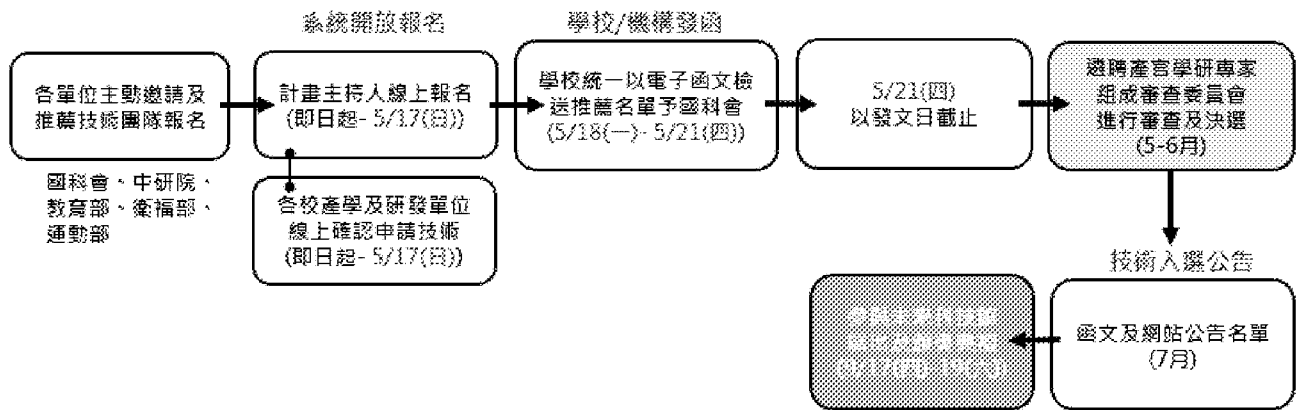 系統開放報名
學校/機構發函
各單位主動邀請及
推薦技術團隊報名
計畫主持人線上報名
(即日起- 5/17(日))
學校統一以電子函文檢
送推薦名單予國科會
(5/18(一)- 5/21(四))
5/21(四)
以發文日截止
遴聘產官學研專家
組成審查委員會
進行審查及決選
(5-6月)
國科會、中研院、
教育部、衛福部、
運動部
各校產學及研發單位
線上確認申請技術
(即日起- 5/17(日))
技術入選公告
函文及網站公告名單
(7月)